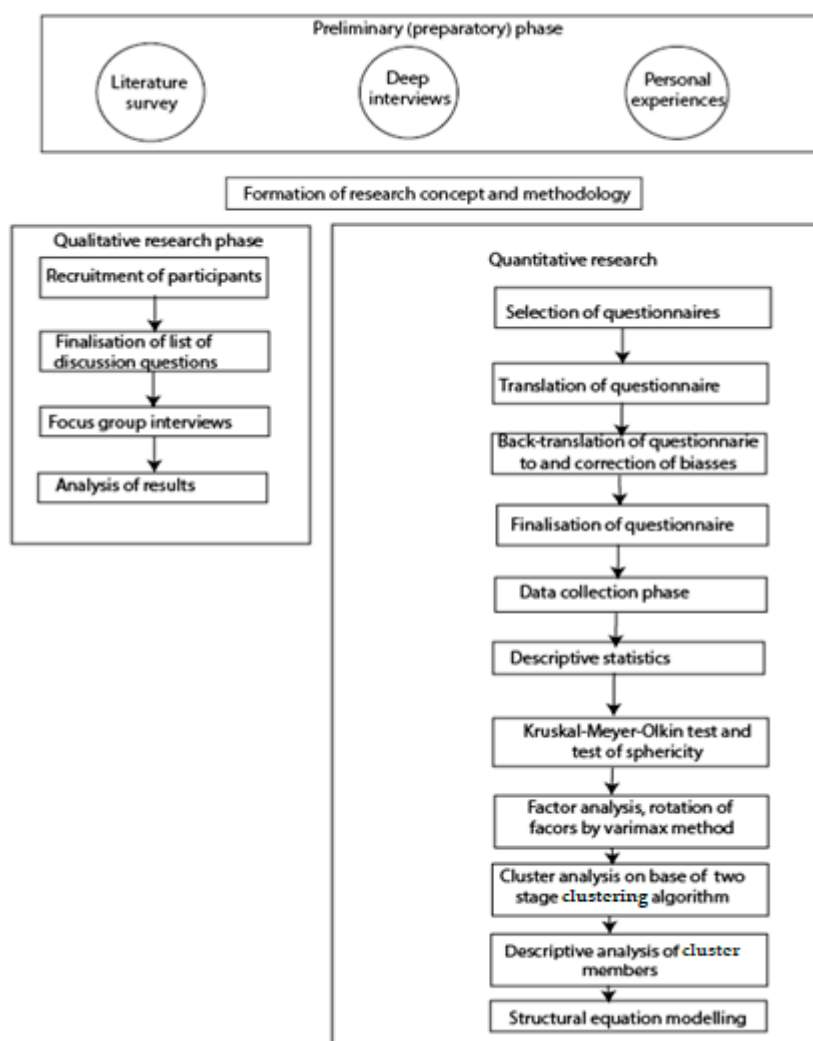 Preliminary (preparatory) phase
Literature
survey
Deep
interviews
Personal
experiences
Formation of research concept and methodology
Qualitative research phase
Recruitment of participants
Finalisation of list of
discussion questions
Focus group interviews
Analysis of results
Quantitative research
Selection of questionnaires
Translation of questionnaire
Back-translation of questionnarie
to and correction of biasses
Finalisation of questionnaire
Data collection phase
Descriptive statistics
Kruskal-Meyer-Olkin test and
test of sphericity
Factor analysis, rotation of
facors by varimax method
Cluster analysis on base of two
stage clustering algorithm
Descriptive analysis of cluster
members
Structural equation modelling